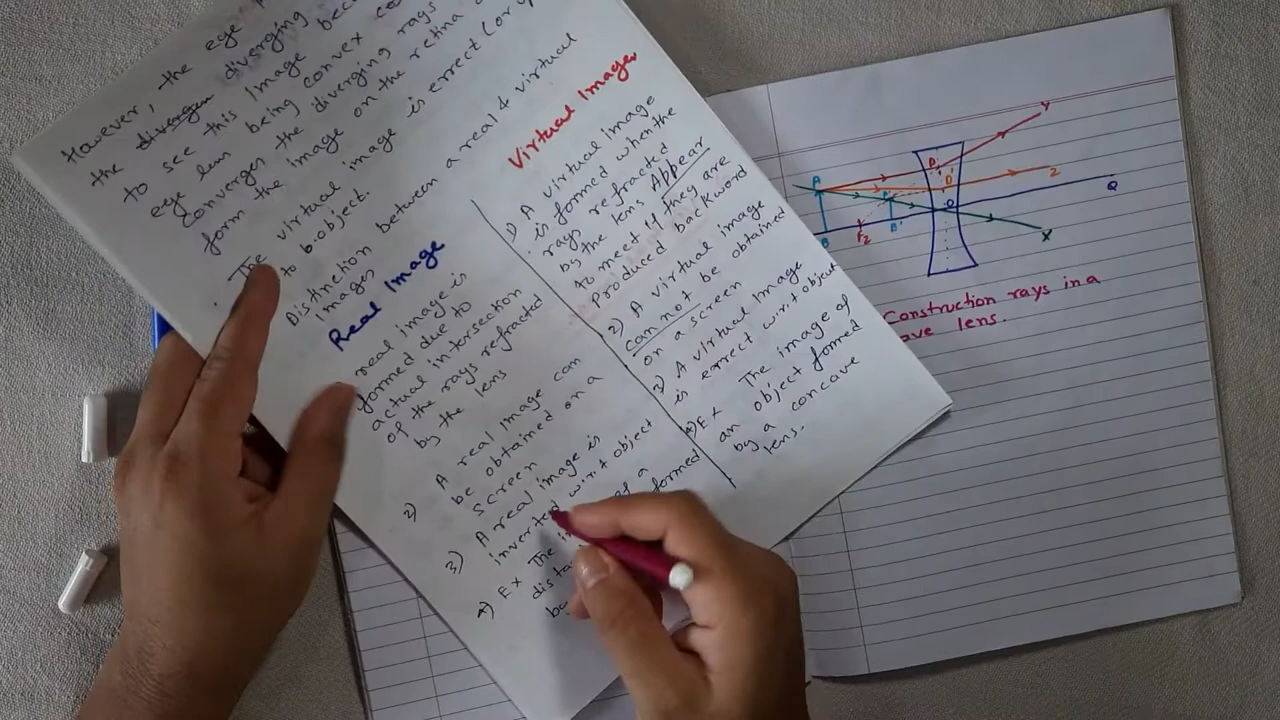 However, the eye
the diverging
to see this image bec
eye lens being convex
Converges the diverging rays
form the image on the retina
The virtual image is errect (or
to object.
Distinction between a real & virtual
Images
Real Image
real image is
formed due to
actual intersection
of the rays refracted
by the lens
2) A real image can
be obtained on a
screen
3) A real image is
inverted w.r.t object
4) Ex The
of a
formed
Virtual Images
1) A virtual image
is formed when the
rays refracted
by the lens Appear
to meet if they are
produced backword
2) A virtual image
can not be obtained
on a screen
3) A virtual image
is errect w.r.t object
4) Ex The image of
an object formed
by a concave
lens.
Y
A
P
Z
D'
Q
A'
O
B
F2
B'
X
Construction rays in a
ave lens.